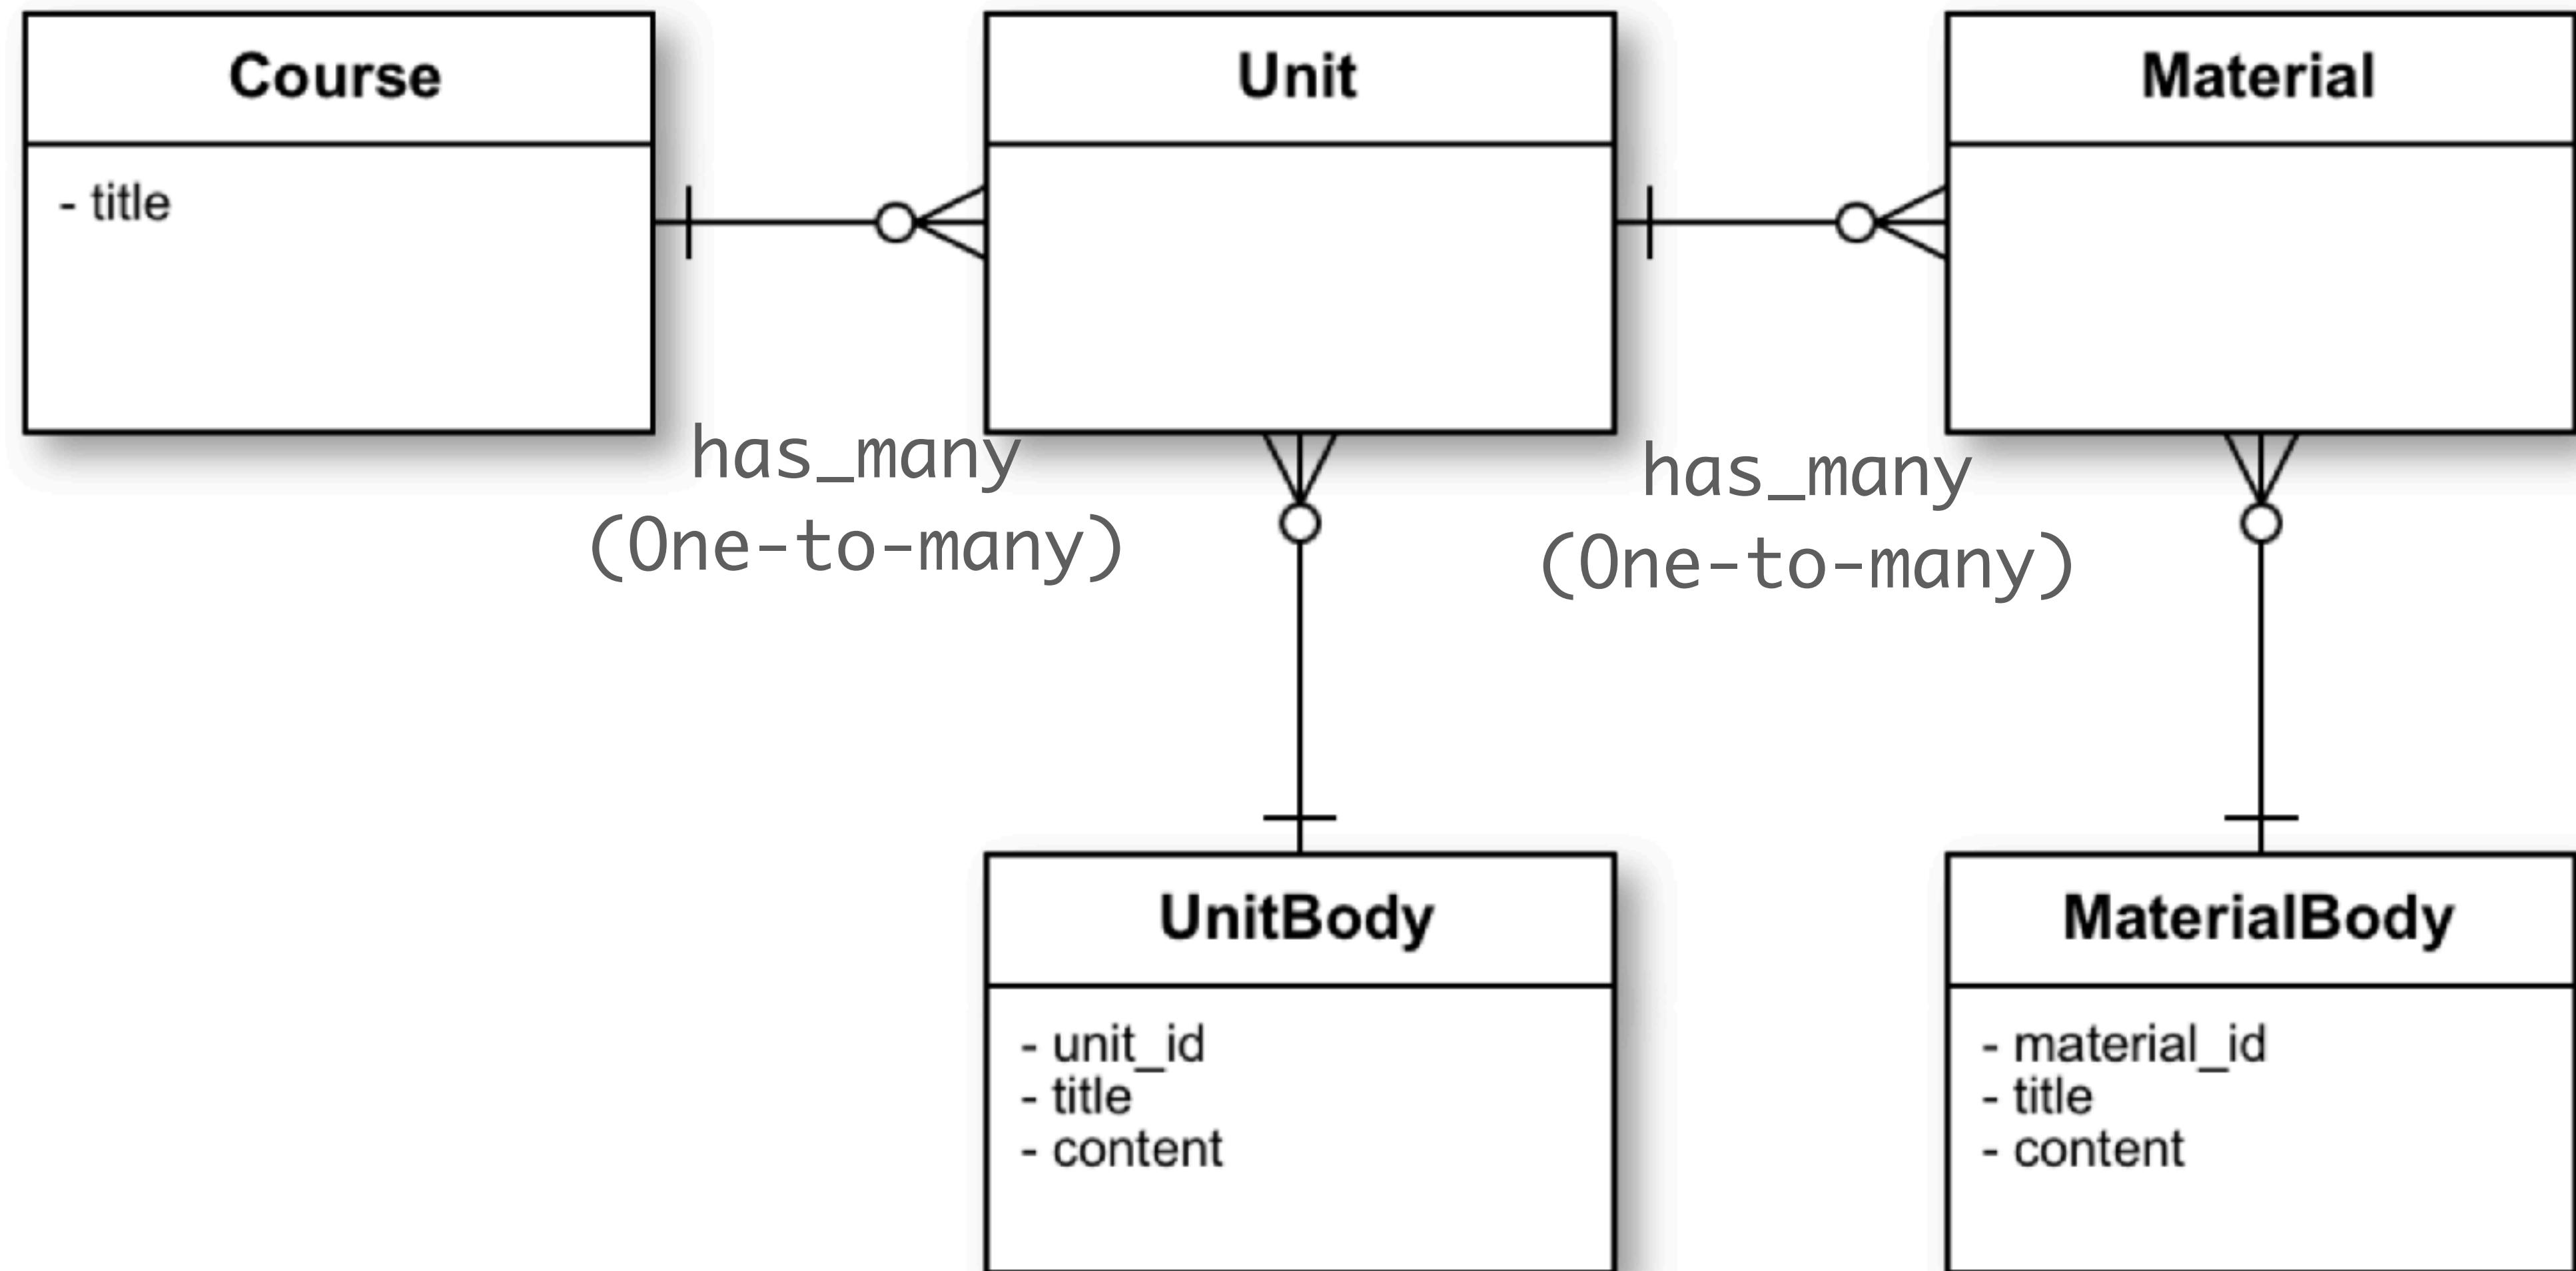 Course
- title
Unit
Material
has_many
(One-to-many)
has_many
(One-to-many)
UnitBody
- unit_id
- title
- content
MaterialBody
- material_id
- title
- content